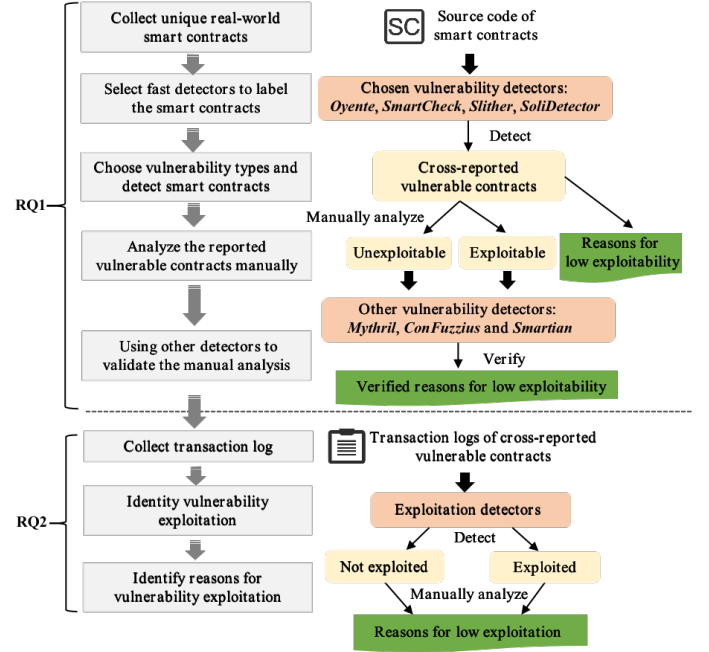 RQ1
Collect unique real-world
smart contracts
Select fast detectors to label
the smart contracts
Choose vulnerability types and
detect smart contracts
Analyze the reported
vulnerable contracts manually
Using other detectors to
validate the manual analysis
SC
Source code of
smart contracts
Chosen vulnerability detectors:
Oyente, SmartCheck, Slither, SoliDetector
Detect
Cross-reported
vulnerable contracts
Manually analyze
Unexploitable
Exploitable
Reasons for
low exploitability
Other vulnerability detectors:
Mythril, ConFuzzius and Smartian
Verify
Verified reasons for low exploitability
RQ2
Collect transaction log
Identity vulnerability
exploitation
Identify reasons for
vulnerability exploitation
Transaction logs of cross-reported
vulnerable contracts
Exploitation detectors
Detect
Not exploited
Exploited
Manually analyze
Reasons for low exploitation